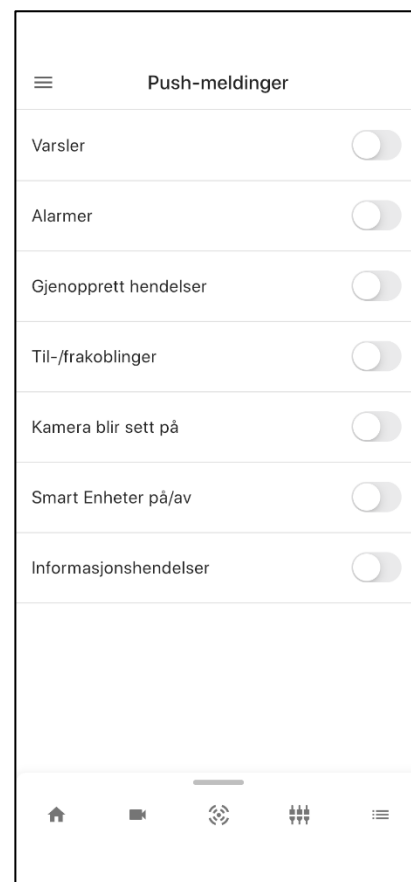 Push-meldinger
Varsler
Alarmer
Gjenopprett hendelser
Til-/frakoblinger
Kamera blir sett på
Smart Enheter på/av
Informasjonshendelser